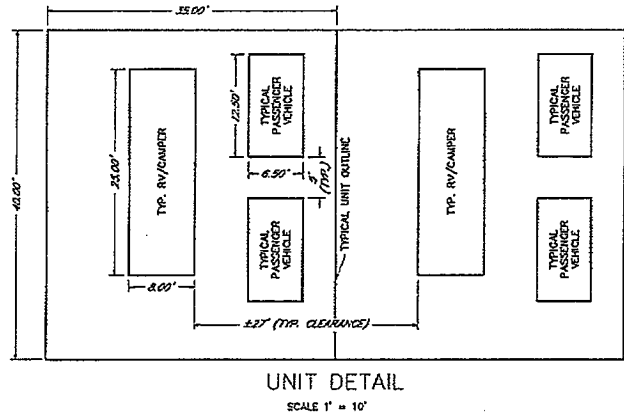 35.00'
40.00'
25.00'
TYP. RV/CAMPER
8.00'
12.50'
TYPICAL
PASSENGER
VEHICLE
6.50'
5'
(TYP.)
TYPICAL
PASSENGER
VEHICLE
TYPICAL UNIT OUTLINE
TYP. RV/CAMPER
TYPICAL
PASSENGER
VEHICLE
TYPICAL
PASSENGER
VEHICLE
±27' (TYP. CLEARANCE)
UNIT DETAIL
SCALE 1" = 10'